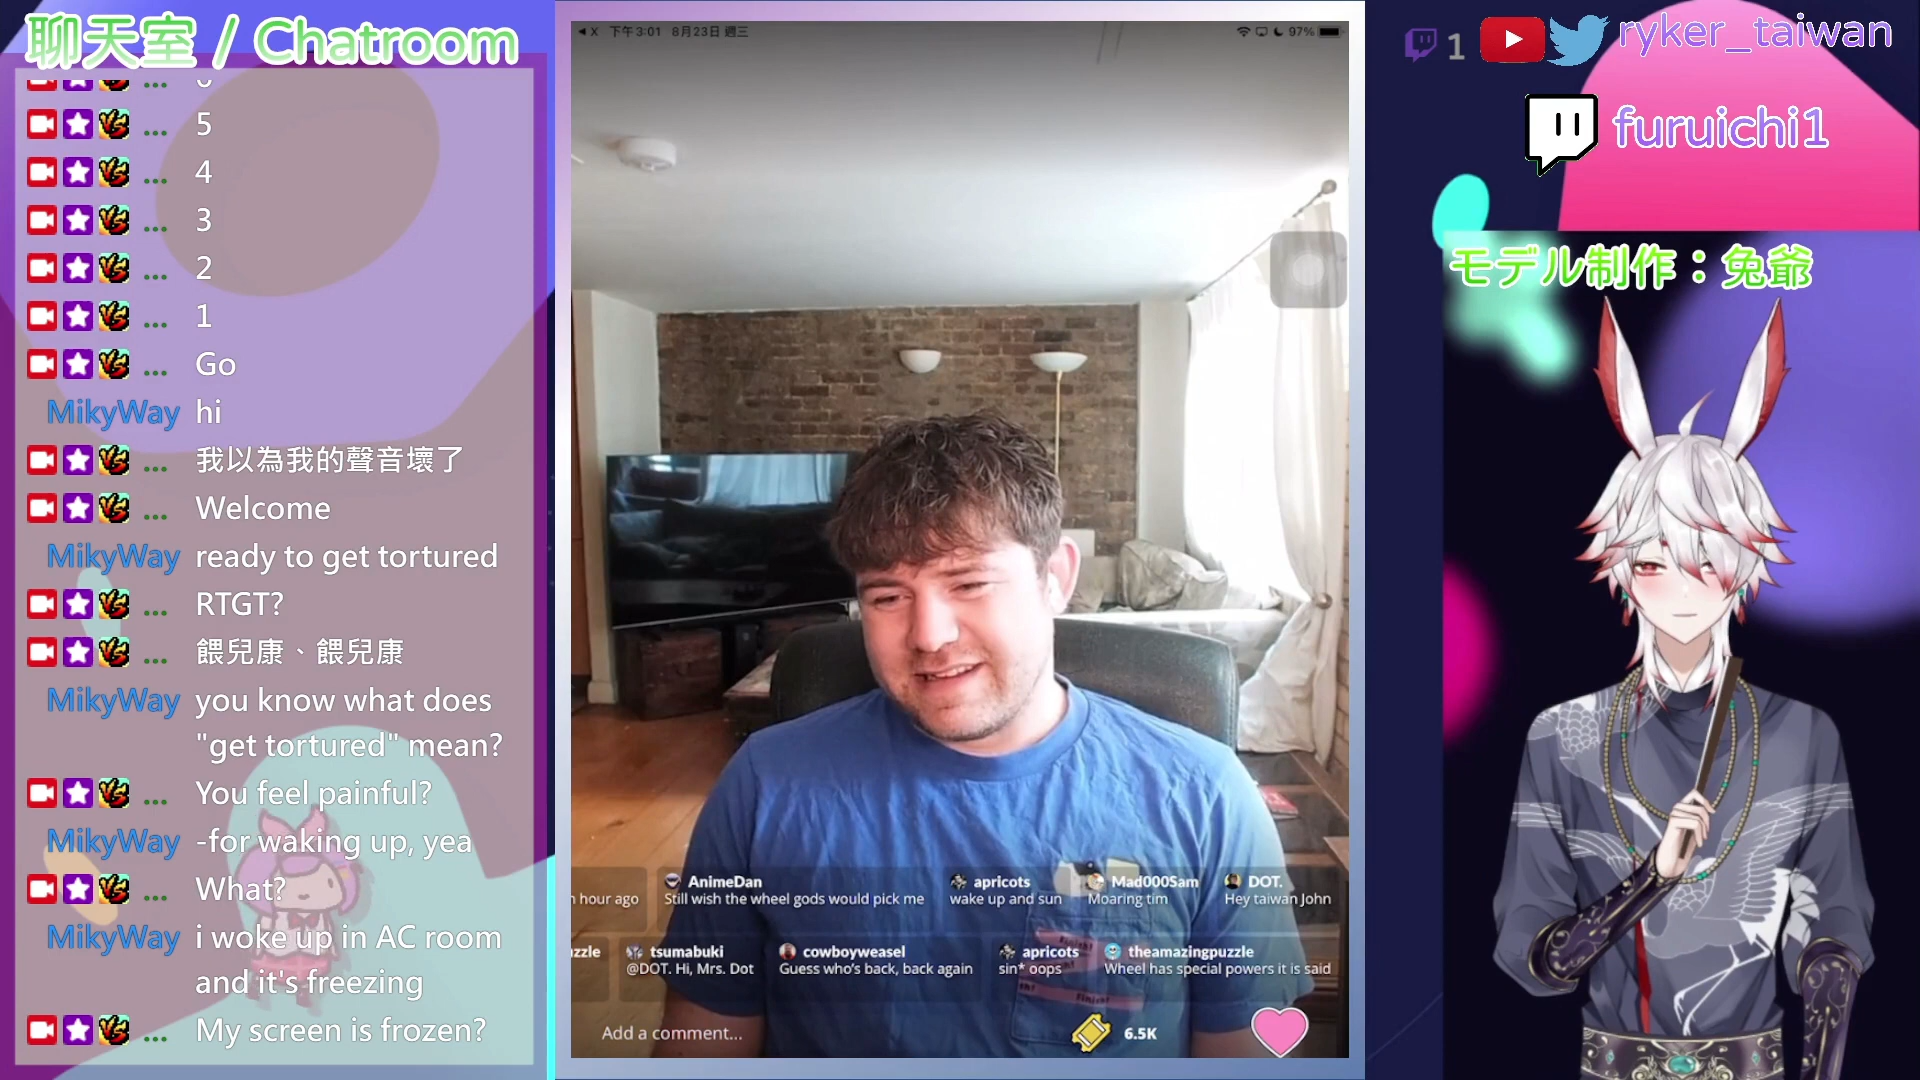 聊天室 / Chatroom
... 5
... 4
... 3
... 2
... 1
... Go
MikyWay hi
... 我以為我的聲音壞了
... Welcome
MikyWay ready to get tortured
... RTGT?
... 餵兒康、餵兒康
MikyWay you know what does
"get tortured" mean?
... You feel painful?
MikyWay -for waking up, yea
... What?
MikyWay i woke up in AC room
and it's freezing
... My screen is frozen?
X 下午3:01 8月23日 週三
97%
hour ago
AnimeDan
Still wish the wheel gods would pick me
apricots
wake up and sun
Mad000Sam
Moaring tim
DOT.
Hey taiwan John
zzle
tsumabuki
@DOT. Hi, Mrs. Dot
cowboyweasel
Guess who's back, back again
apricots
sin* oops
theamazingpuzzle
Wheel has special powers it is said
Add a comment...
6.5K
1
ryker_taiwan
furuichi1
モデル制作：兔爺